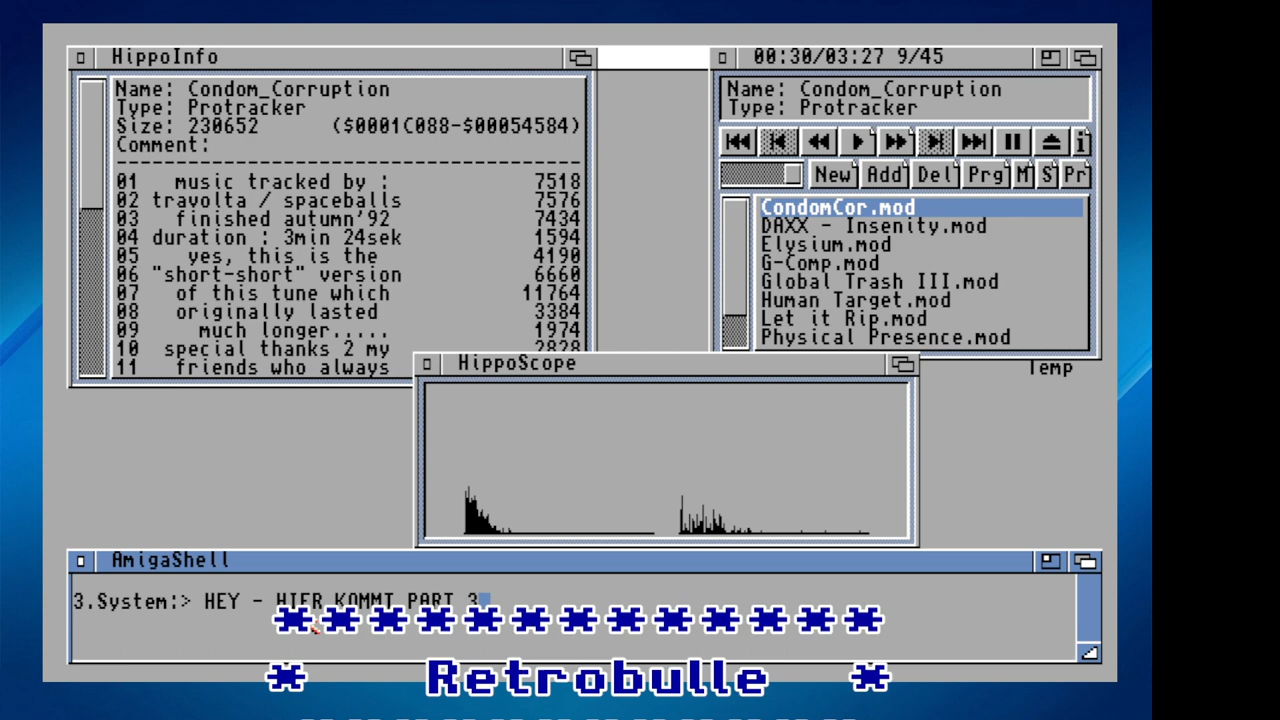 HippoInfo
Name: Condom_Corruption
Type: Protracker
Size: 230652 ($0001C088-$00054584)
Comment:
--------------------------------------
01 music tracked by : 7518
02 travolta / spaceballs 7576
03 finished autumn'92 7434
04 duration : 3min 24sek 1594
05 yes, this is the 4190
06 "short-short" version 6660
07 of this tune which 11764
08 originally lasted 3384
09 much longer..... 1974
10 special thanks 2 my 2828
11 friends who always
00:30/03:27 9/45
Name: Condom_Corruption
Type: Protracker
i
New Add Del Prg M S Pr
CondomCor.mod
DAXX - Insenity.mod
Elysium.mod
G-Comp.mod
Global Trash III.mod
Human Target.mod
Let it Rip.mod
Physical Presence.mod
Temp
HippoScope
AmigaShell
3.System:> HEY - HIER KOMMT PART 3
*************
* Retrobulle *